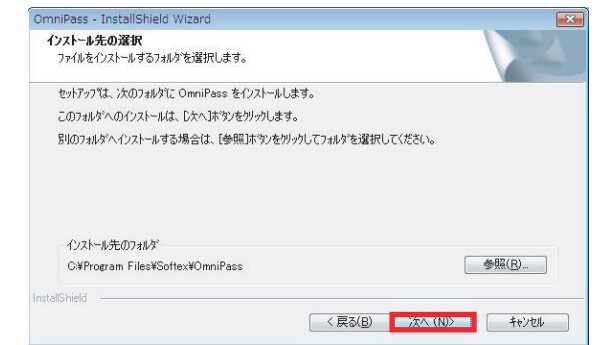 OmniPass - InstallShield Wizard
インストール先の選択
ファイルをインストールするフォルダを選択します。
セットアップは、次のフォルダに OmniPass をインストールします。
このフォルダへのインストールは、[次へ]ボタンをクリックします。
別のフォルダへインストールする場合は、[参照]ボタンをクリックしてフォルダを選択してください。
インストール先のフォルダ
C:¥Program Files¥Softex¥OmniPass
参照(R)...
InstallShield
< 戻る(B)
次へ (N)>
キャンセル